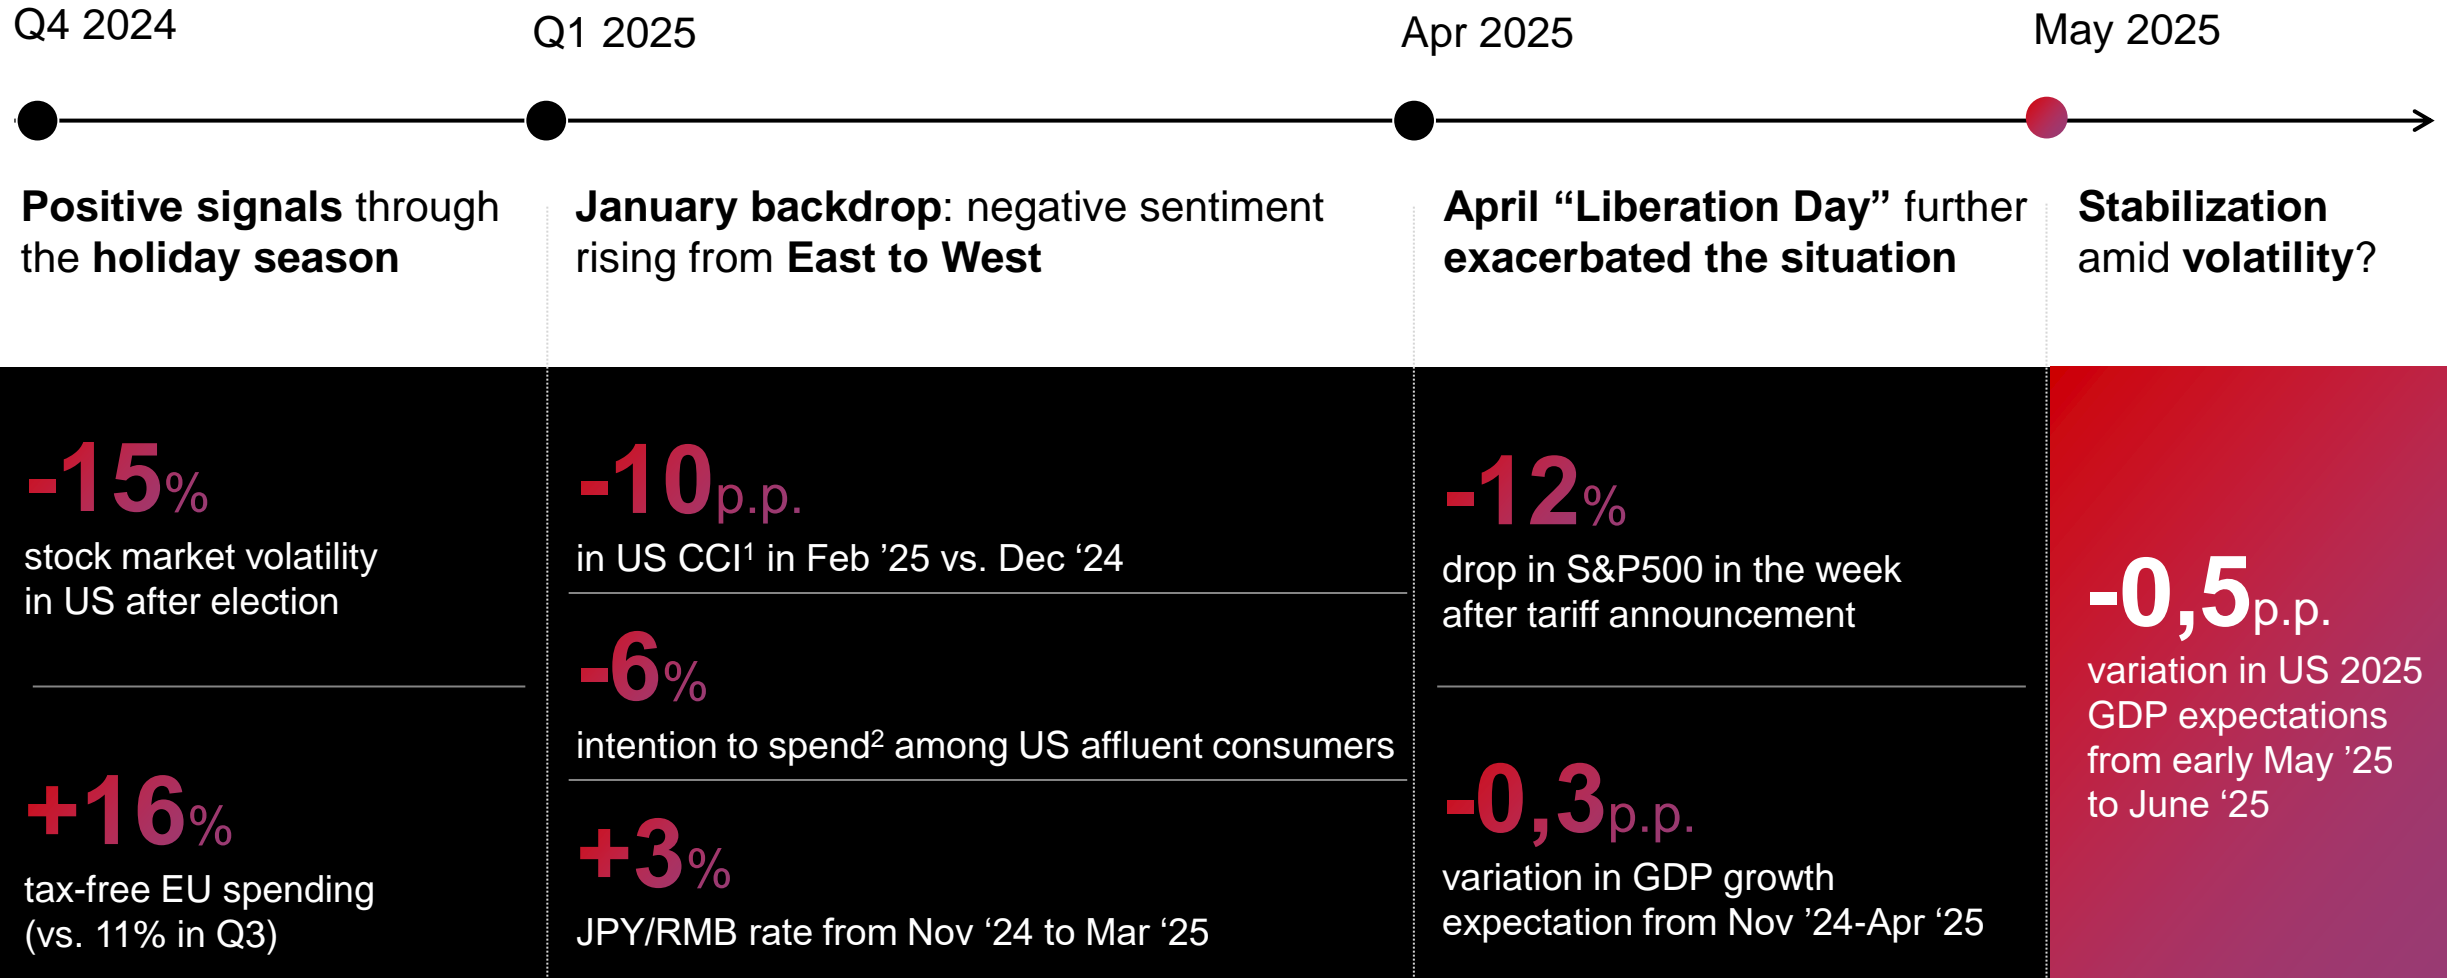 Q4 2024
Q1 2025
Apr 2025
May 2025
Positive signals through
the holiday season
January backdrop: negative sentiment
rising from East to West
April “Liberation Day” further
exacerbated the situation
Stabilization
amid volatility?
-15%
stock market volatility
in US after election
+16%
tax-free EU spending
(vs. 11% in Q3)
-10p.p.
in US CCI¹ in Feb ’25 vs. Dec ‘24
-6%
intention to spend² among US affluent consumers
+3%
JPY/RMB rate from Nov ‘24 to Mar ‘25
-12%
drop in S&P500 in the week
after tariff announcement
-0,3p.p.
variation in GDP growth
expectation from Nov ’24-Apr ‘25
-0,5p.p.
variation in US 2025
GDP expectations
from early May ’25
to June ‘25